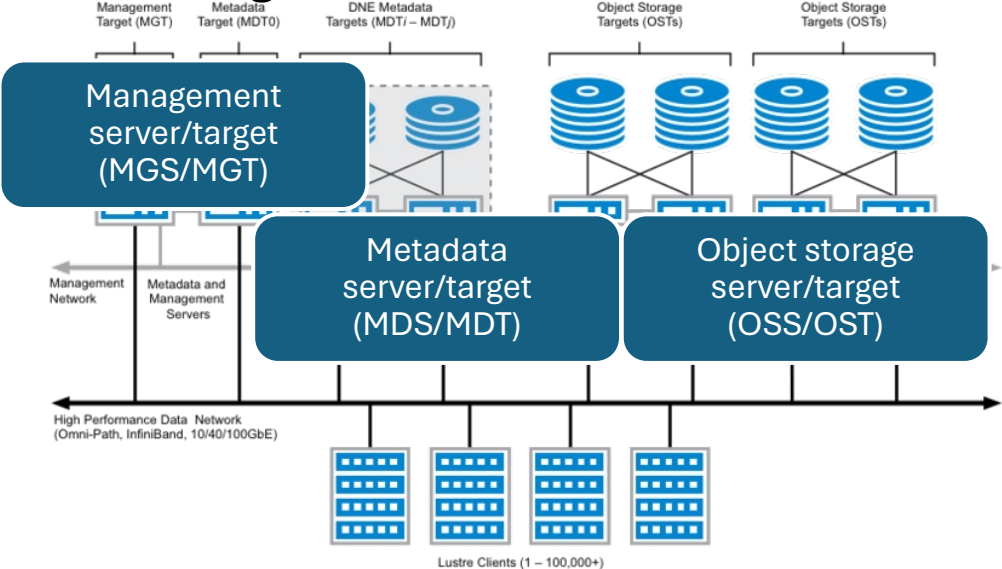 Management
Target (MGT)
Metadata
Target (MDT0)
DNE Metadata
Targets (MDTi – MDTj)
Object Storage
Targets (OSTs)
Object Storage
Targets (OSTs)
Management
server/target
(MGS/MGT)
Metadata
server/target
(MDS/MDT)
Object storage
server/target
(OSS/OST)
Management
Network
Metadata and
Management
Servers
High Performance Data Network
(Omni-Path, InfiniBand, 10/40/100GbE)
Lustre Clients (1 – 100,000+)